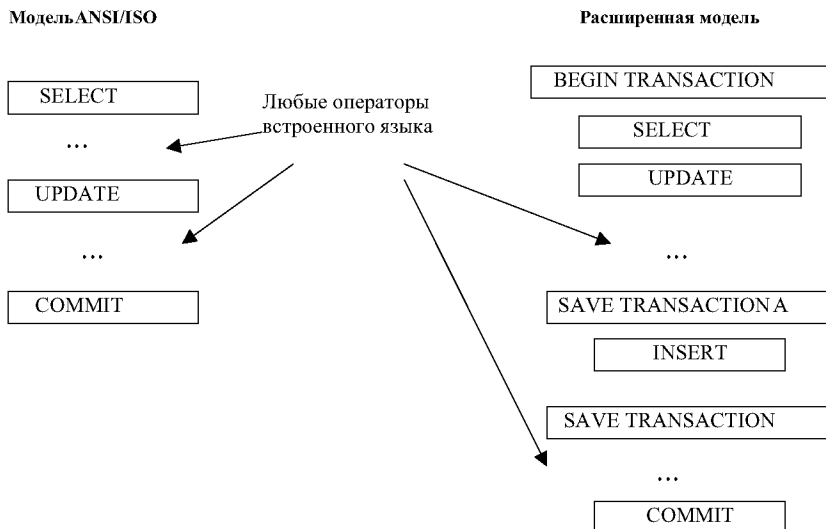 Модель ANSI/ISO
SELECT
...
UPDATE
...
COMMIT
Любые операторы
встроенного языка
Расширенная модель
BEGIN TRANSACTION
SELECT
UPDATE
...
SAVE TRANSACTION A
INSERT
SAVE TRANSACTION
...
COMMIT